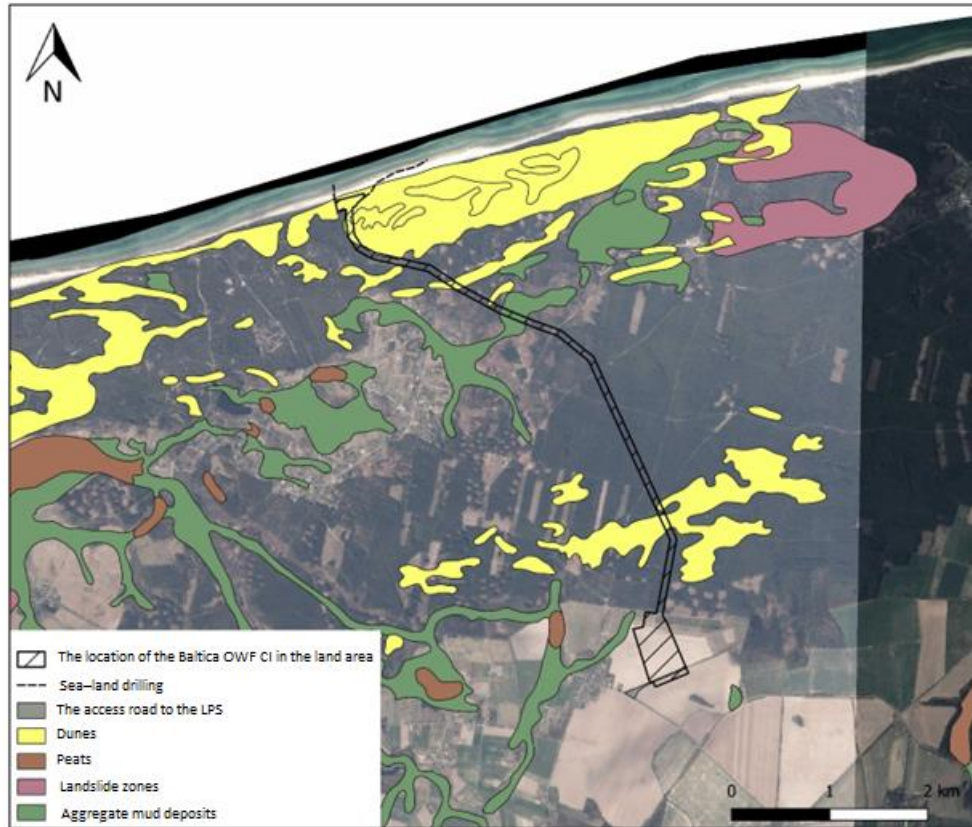 N
The location of the Baltica OWF CI in the land area
Sea–land drilling
The access road to the LPS
Dunes
Peats
Landslide zones
Aggregate mud deposits
0 1 2 km